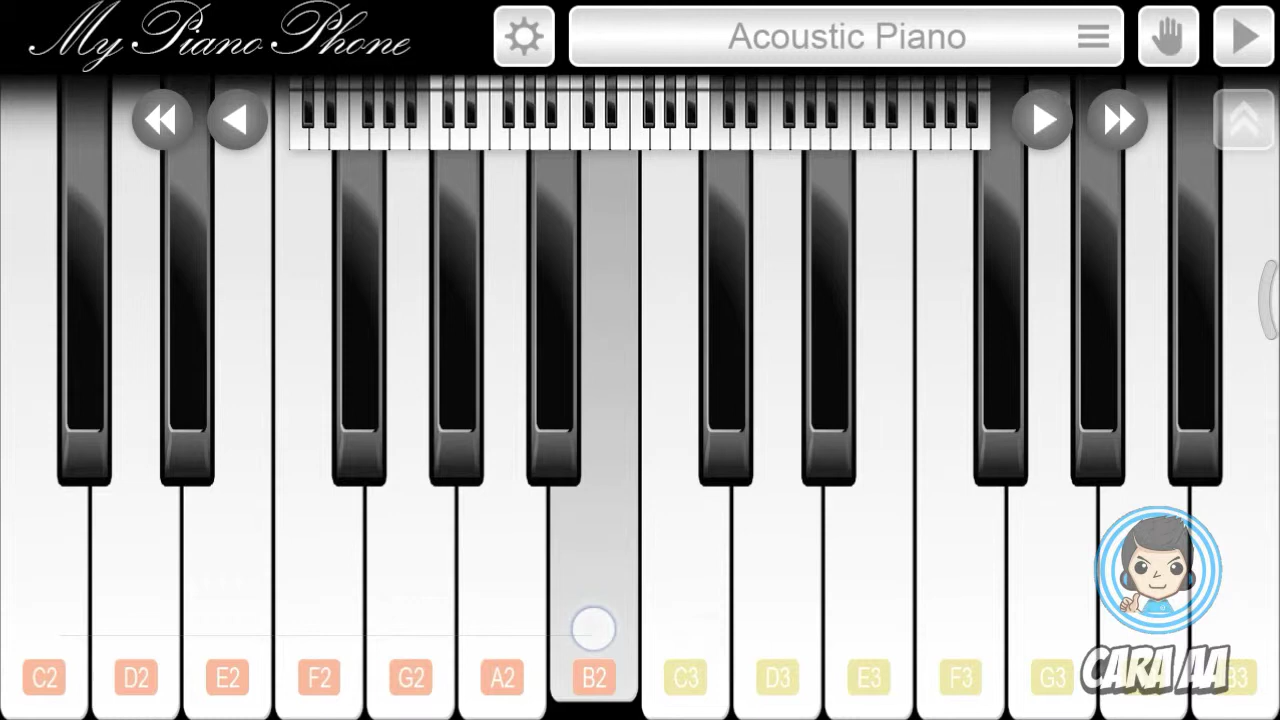 My Piano Phone
Acoustic Piano
C2 D2 E2 F2 G2 A2 B2 C3 D3 E3 F3 G3 B3
CARA AA